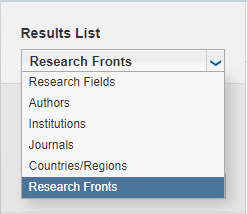 Results List
Research Fronts
Research Fields
Authors
Institutions
Journals
Countries/Regions
Research Fronts